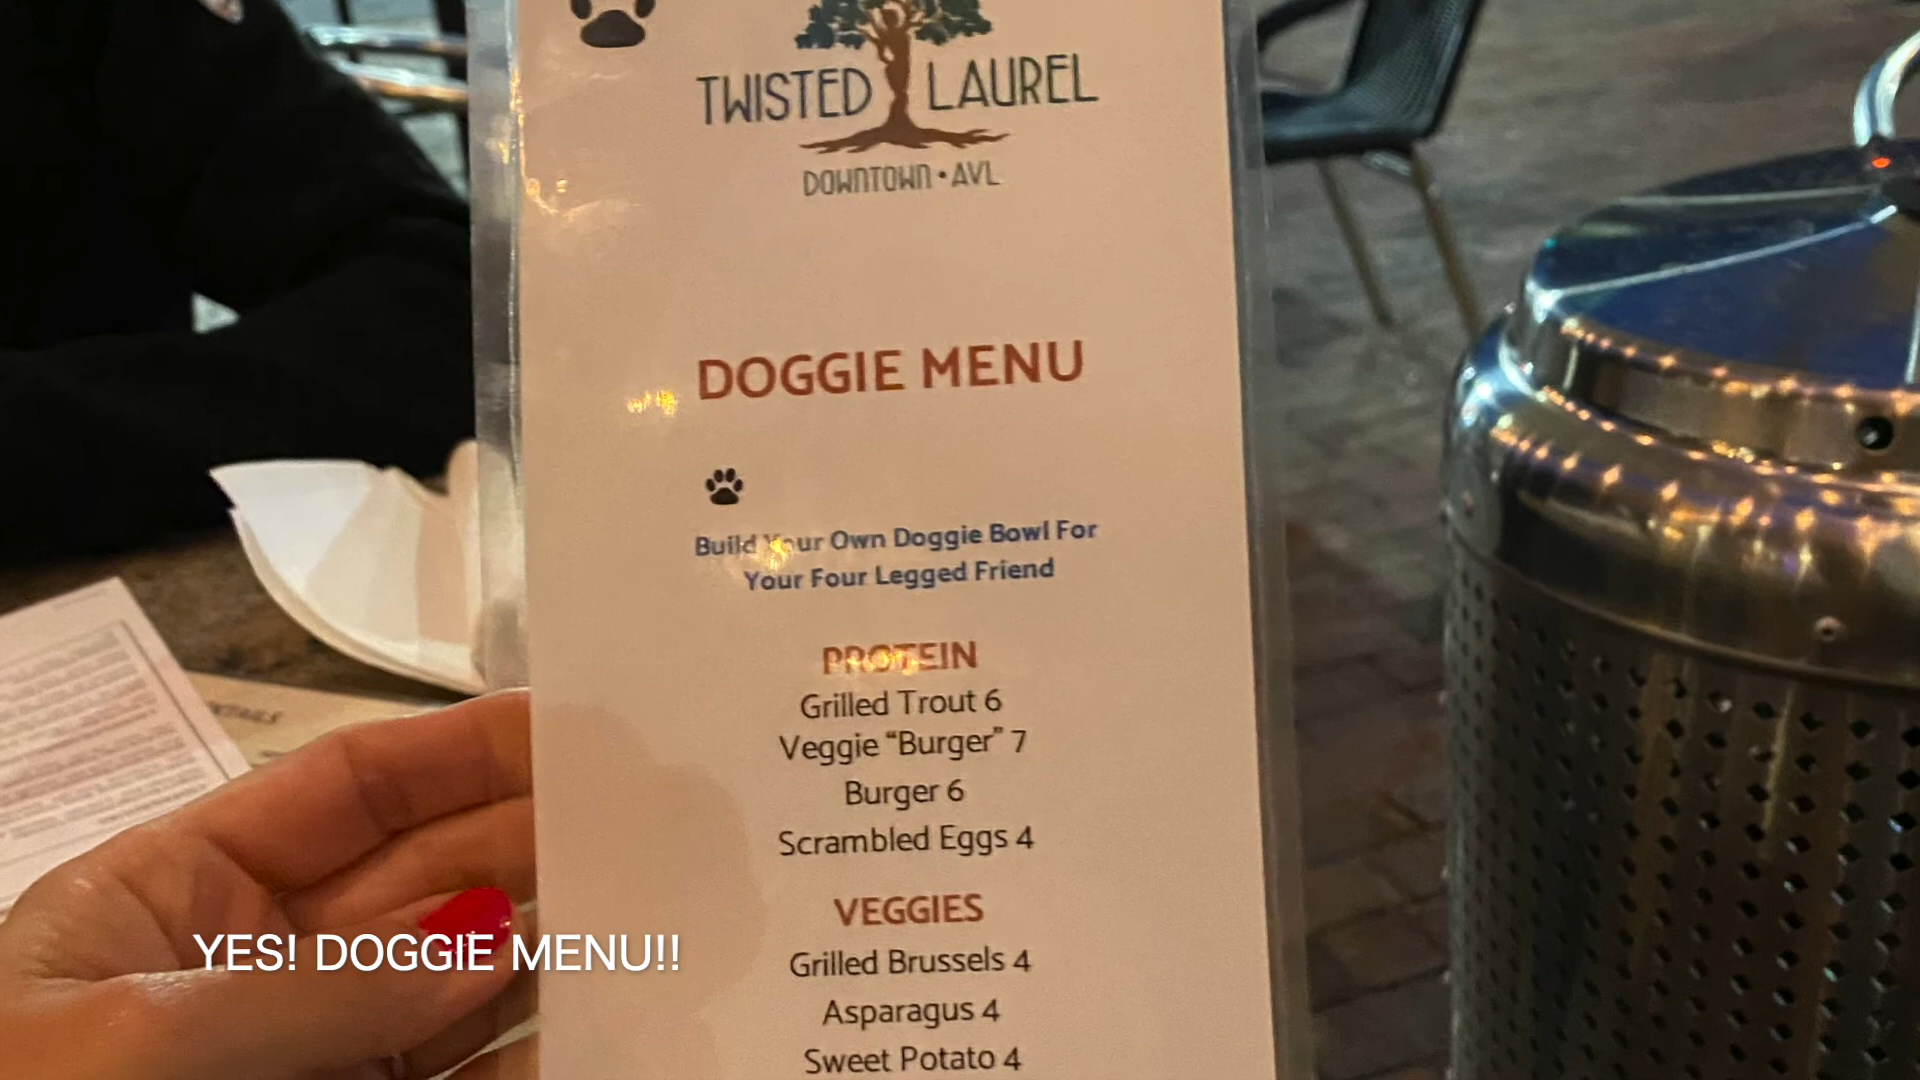 TWISTED LAUREL
DOWNTOWN • AVL
DOGGIE MENU
Build Your Own Doggie Bowl For
Your Four Legged Friend
PROTEIN
Grilled Trout 6
Veggie “Burger” 7
Burger 6
Scrambled Eggs 4
VEGGIES
Grilled Brussels 4
Asparagus 4
Sweet Potato 4
YES! DOGGIE MENU!!